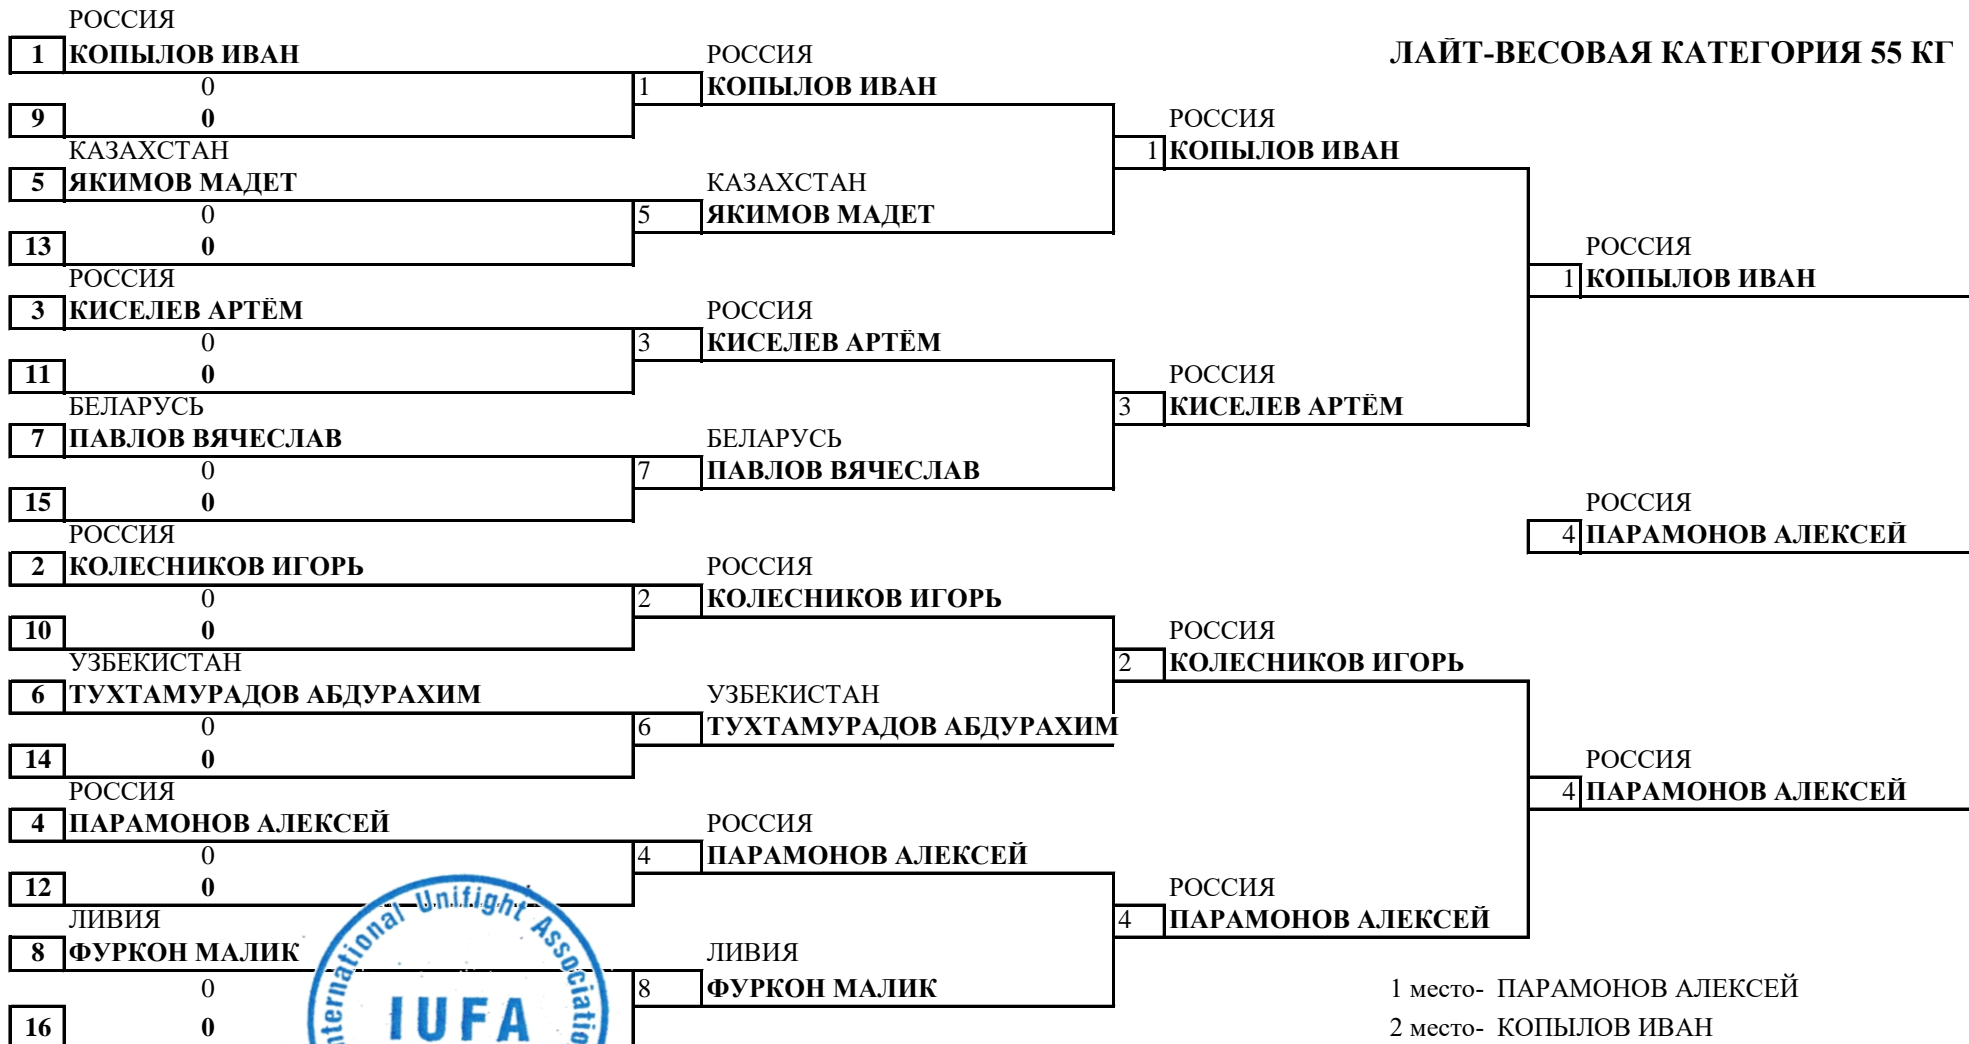 РОССИЯ
1 КОПЫЛОВ ИВАН
РОССИЯ
ЛАЙТ-ВЕСОВАЯ КАТЕГОРИЯ 55 КГ
0
1 КОПЫЛОВ ИВАН
9 0
РОССИЯ
КАЗАХСТАН
1 КОПЫЛОВ ИВАН
5 ЯКИМОВ МАДЕТ
КАЗАХСТАН
0
5 ЯКИМОВ МАДЕТ
13 0
РОССИЯ
РОССИЯ
1 КОПЫЛОВ ИВАН
3 КИСЕЛЕВ АРТЁМ
РОССИЯ
0
3 КИСЕЛЕВ АРТЁМ
11 0
РОССИЯ
БЕЛАРУСЬ
3 КИСЕЛЕВ АРТЁМ
7 ПАВЛОВ ВЯЧЕСЛАВ
БЕЛАРУСЬ
0
7 ПАВЛОВ ВЯЧЕСЛАВ
15 0
РОССИЯ
РОССИЯ
4 ПАРАМОНОВ АЛЕКСЕЙ
2 КОЛЕСНИКОВ ИГОРЬ
РОССИЯ
0
2 КОЛЕСНИКОВ ИГОРЬ
10 0
РОССИЯ
УЗБЕКИСТАН
2 КОЛЕСНИКОВ ИГОРЬ
6 ТУХТАМУРАДОВ АБДУРАХИМ
УЗБЕКИСТАН
0
6 ТУХТАМУРАДОВ АБДУРАХИМ
14 0
РОССИЯ
РОССИЯ
4 ПАРАМОНОВ АЛЕКСЕЙ
4 ПАРАМОНОВ АЛЕКСЕЙ
РОССИЯ
0
4 ПАРАМОНОВ АЛЕКСЕЙ
12 0
РОССИЯ
ЛИВИЯ
4 ПАРАМОНОВ АЛЕКСЕЙ
8 ФУРКОН МАЛИК
ЛИВИЯ
0
8 ФУРКОН МАЛИК
1 место- ПАРАМОНОВ АЛЕКСЕЙ
16 0
2 место- КОПЫЛОВ ИВАН
International Unifight Association
IUFA